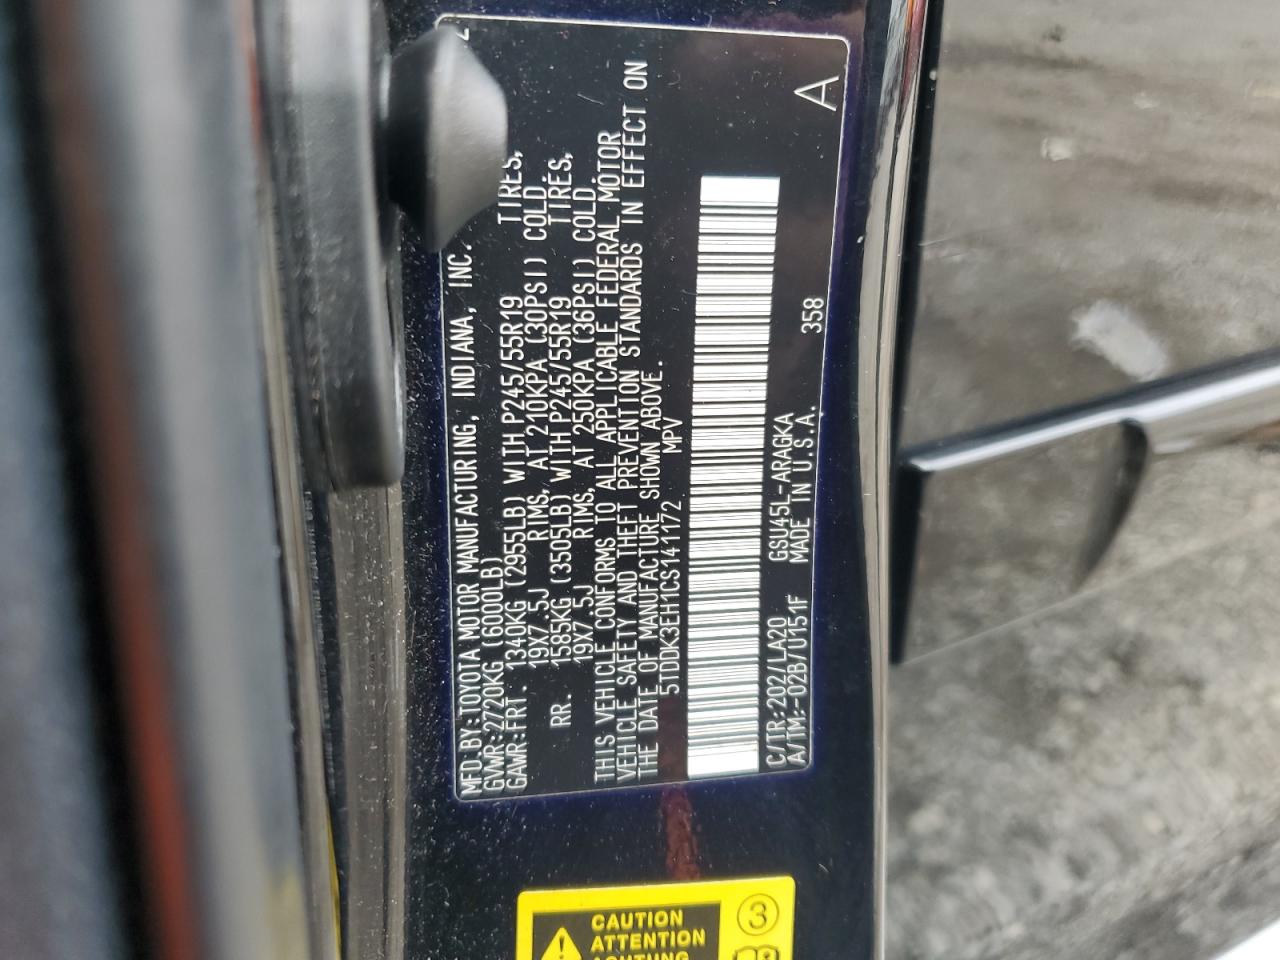 MFD.BY:TOYOTA MOTOR MANUFACTURING, INDIANA, INC.
GVWR:2720KG (6000LB)
GAWR:FRT. 1340KG (2955LB) WITH P245/55R19 TIRES,
19X7.5J RIMS, AT 210KPA (30PSI) COLD.
RR. 1585KG (3505LB) WITH P245/55R19 TIRES,
19X7.5J RIMS, AT 250KPA (36PSI) COLD.
THIS VEHICLE CONFORMS TO ALL APPLICABLE FEDERAL MOTOR
VEHICLE SAFETY AND THEFT PREVENTION STANDARDS IN EFFECT ON
THE DATE OF MANUFACTURE SHOWN ABOVE.
5TDDK3EH1CS141172 MPV
C/TR:202/LA20 GSU45L-ARAGKA
A/TM:-02B/U151F MADE IN U.S.A. 358 A
CAUTION
ATTENTION
ACHTUNG
3